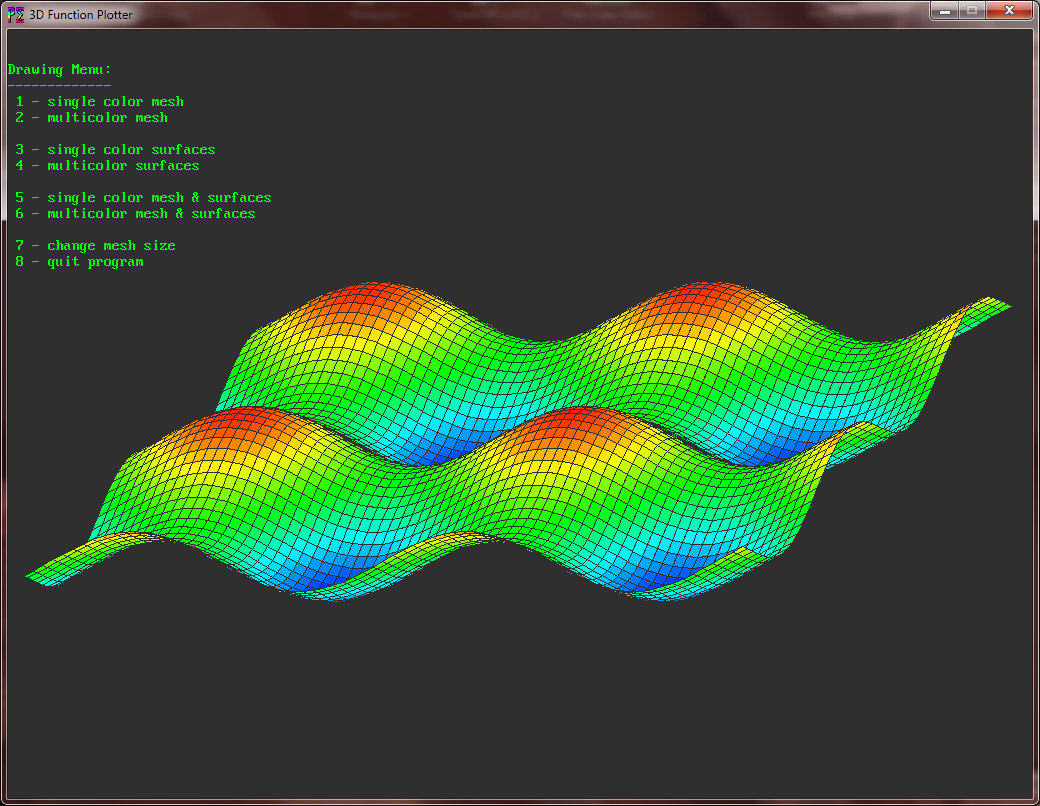 3D Function Plotter
Drawing Menu:
-------------
1 - single color mesh
2 - multicolor mesh
3 - single color surfaces
4 - multicolor surfaces
5 - single color mesh & surfaces
6 - multicolor mesh & surfaces
7 - change mesh size
8 - quit program